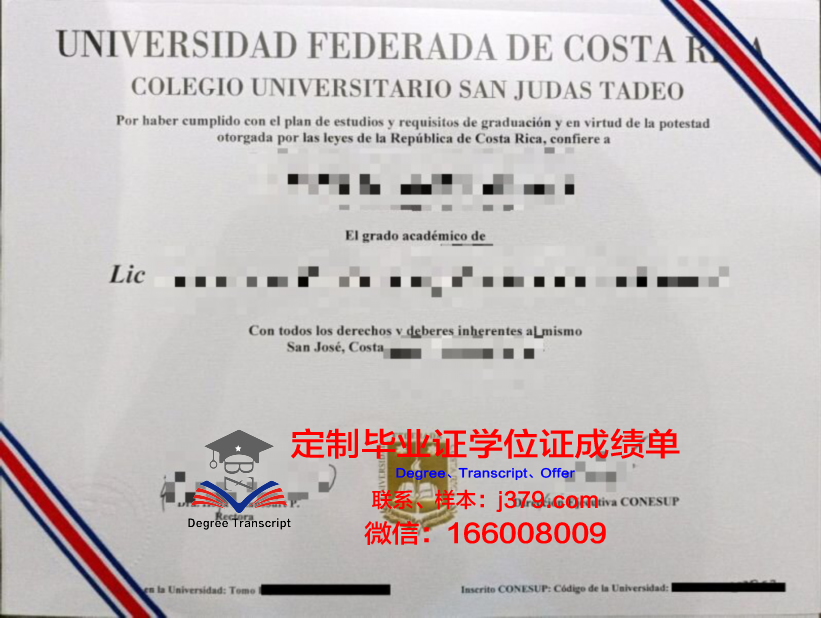 UNIVERSIDAD FEDERADA DE COSTA RICA
COLEGIO UNIVERSITARIO SAN JUDAS TADEO
Por haber cumplido con el plan de estudios y requisitos de graduación y en virtud de la potestad
otorgada por las leyes de la República de Costa Rica, confiere a
El grado académico de
Lic
Con todos los derechos y deberes inherentes al mismo
San José, Costa
定制毕业证学位证成绩单
Degree、Transcript、Offer
联系、样本：j379.com
Ejecutiva CONESUP
Rectora
Degree Transcript
微信：166008009
en la Universidad: Tomo
Inscrito CONESUP: Código de la Universidad: